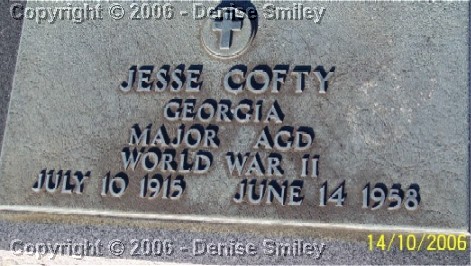 Copyright © 2006 - Denise Smiley
JESSE COFTY
GEORGIA
MAJOR AGD
WORLD WAR II
JULY 10 1915 JUNE 14 1958
14/10/2006
Copyright © 2006 - Denise Smiley